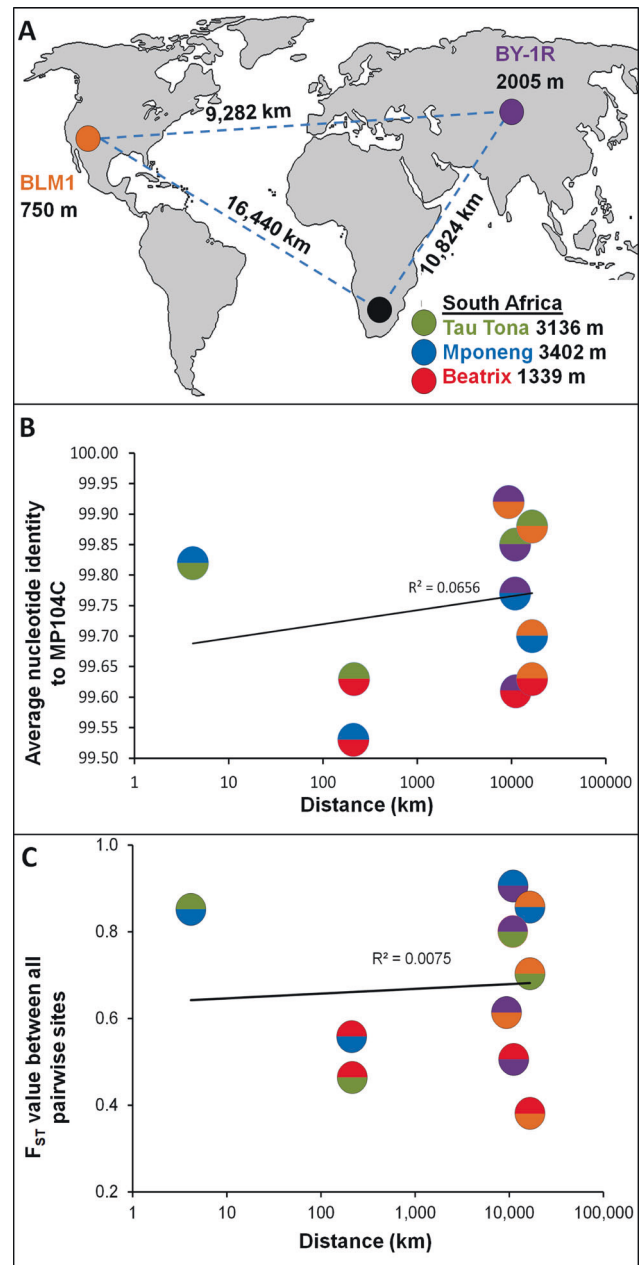 A
BY-1R
2005 m
9,282 km
BLM1
750 m
16,440 km
10,824 km
South Africa
Tau Tona 3136 m
Mponeng 3402 m
Beatrix 1339 m
B
Average nucleotide identity
to MP104C
100.00
99.95
99.90
99.85
99.80
99.75
99.70
99.65
99.60
99.55
99.50
R² = 0.0656
1 10 100 1000 10000 100000
Distance (km)
C
FST value between all
pairwise sites
1.0
0.8
0.6
0.4
0.2
R² = 0.0075
1 10 100 1,000 10,000 100,000
Distance (km)